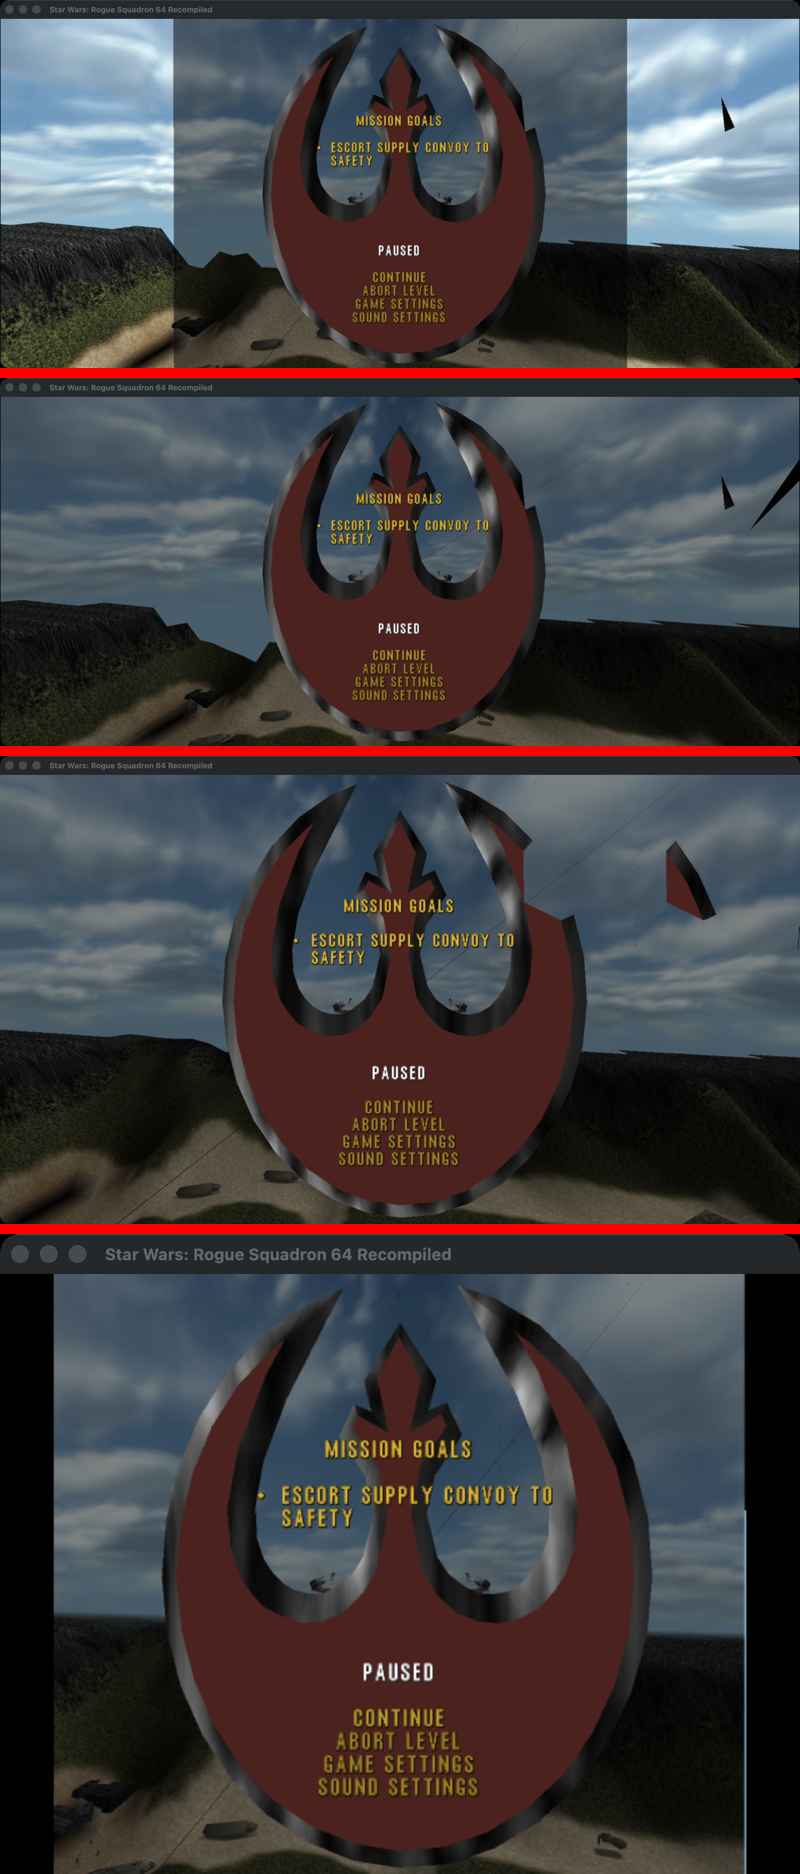 Star Wars: Rogue Squadron 64 Recompiled
MISSION GOALS
• ESCORT SUPPLY CONVOY TO
SAFETY
PAUSED
CONTINUE
ABORT LEVEL
GAME SETTINGS
SOUND SETTINGS
Star Wars: Rogue Squadron 64 Recompiled
MISSION GOALS
• ESCORT SUPPLY CONVOY TO
SAFETY
PAUSED
CONTINUE
ABORT LEVEL
GAME SETTINGS
SOUND SETTINGS
Star Wars: Rogue Squadron 64 Recompiled
MISSION GOALS
• ESCORT SUPPLY CONVOY TO
SAFETY
PAUSED
CONTINUE
ABORT LEVEL
GAME SETTINGS
SOUND SETTINGS
Star Wars: Rogue Squadron 64 Recompiled
MISSION GOALS
• ESCORT SUPPLY CONVOY TO
SAFETY
PAUSED
CONTINUE
ABORT LEVEL
GAME SETTINGS
SOUND SETTINGS